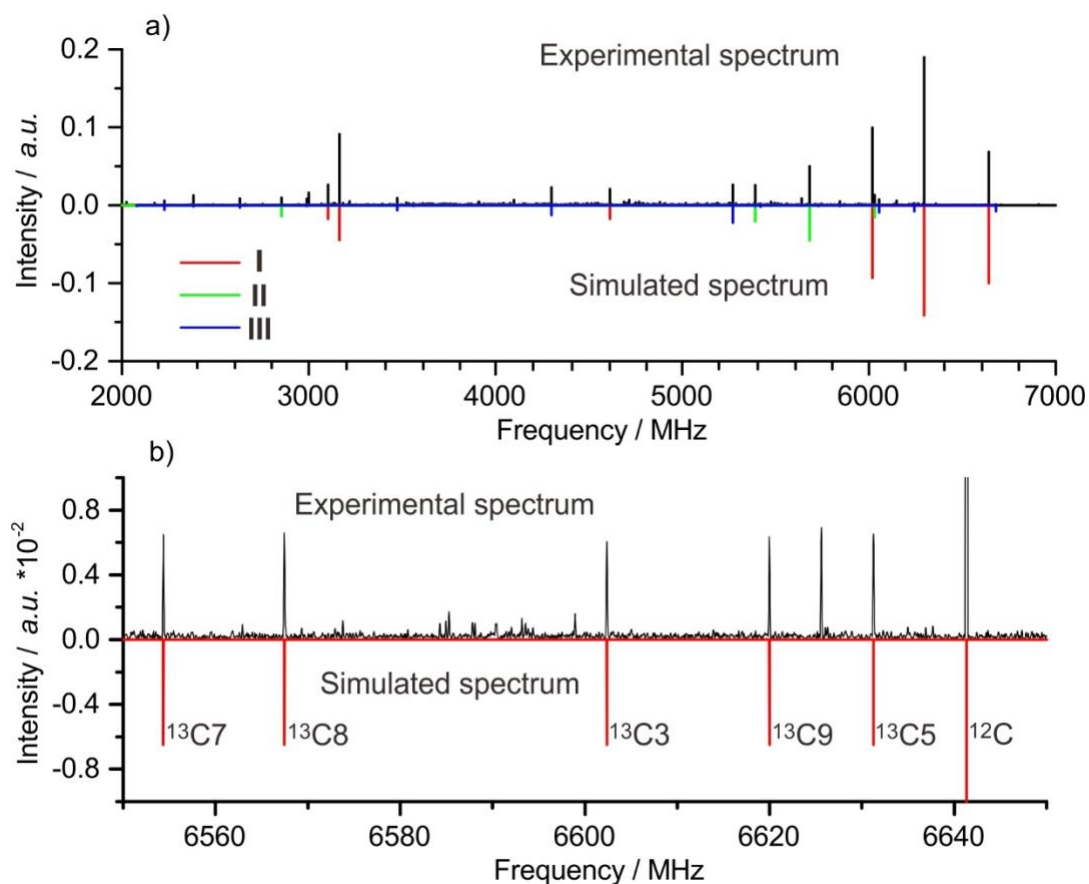 a)
0.2
0.1
0.0
-0.1
-0.2
Intensity / a.u.
Experimental spectrum
Simulated spectrum
I
II
III
2000 3000 4000 5000 6000 7000
Frequency / MHz
b)
0.8
0.4
0.0
-0.4
-0.8
Intensity / a.u. *10⁻²
Experimental spectrum
Simulated spectrum
¹³C7 ¹³C8 ¹³C3 ¹³C9 ¹³C5 ¹²C
6560 6580 6600 6620 6640
Frequency / MHz